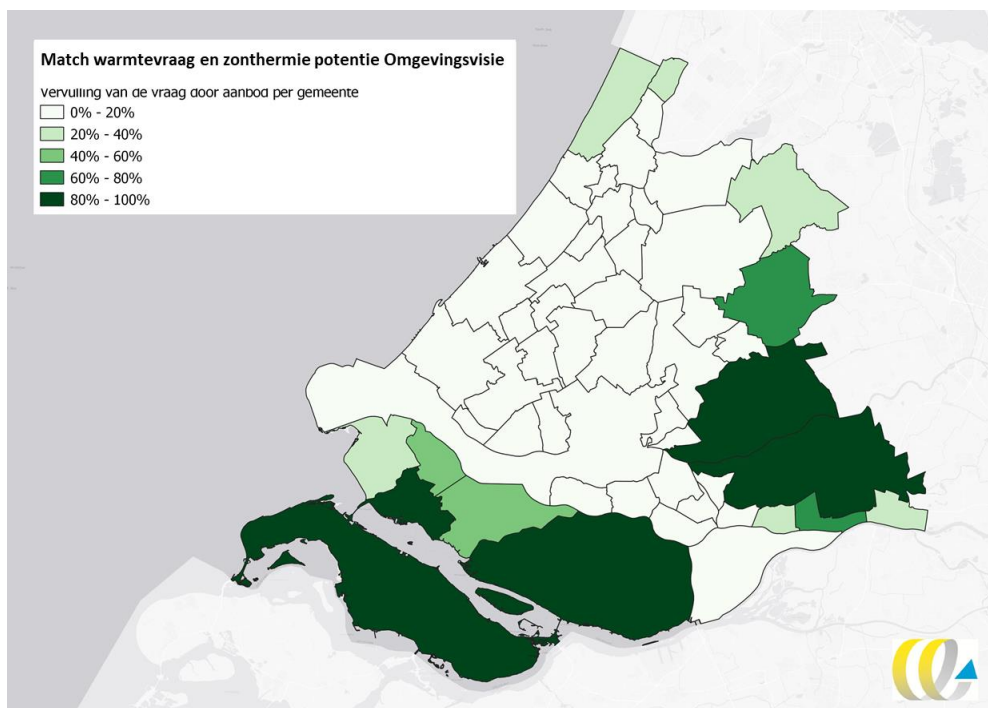 Match warmtevraag en zonthermie potentie Omgevingsvisie
Vervulling van de vraag door aanbod per gemeente
0% - 20%
20% - 40%
40% - 60%
60% - 80%
80% - 100%